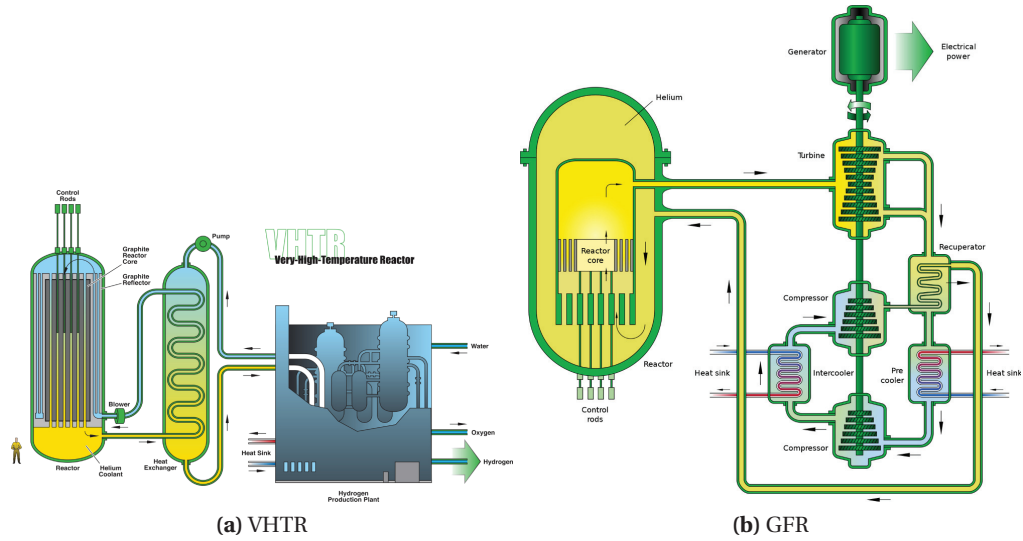 Control
Rods
Graphite
Reactor
Core
Graphite
Reflector
Pump
VHTR
Very-High-Temperature Reactor
Blower
Water
Oxygen
Heat Sink
Hydrogen
Reactor
Helium
Coolant
Heat
Exchanger
Hydrogen
Production Plant
(a) VHTR
Generator
Electrical
power
Helium
Turbine
Reactor
core
Recuperator
Compressor
Heat sink
Intercooler
Pre
cooler
Heat sink
Reactor
Control
rods
Compressor
(b) GFR